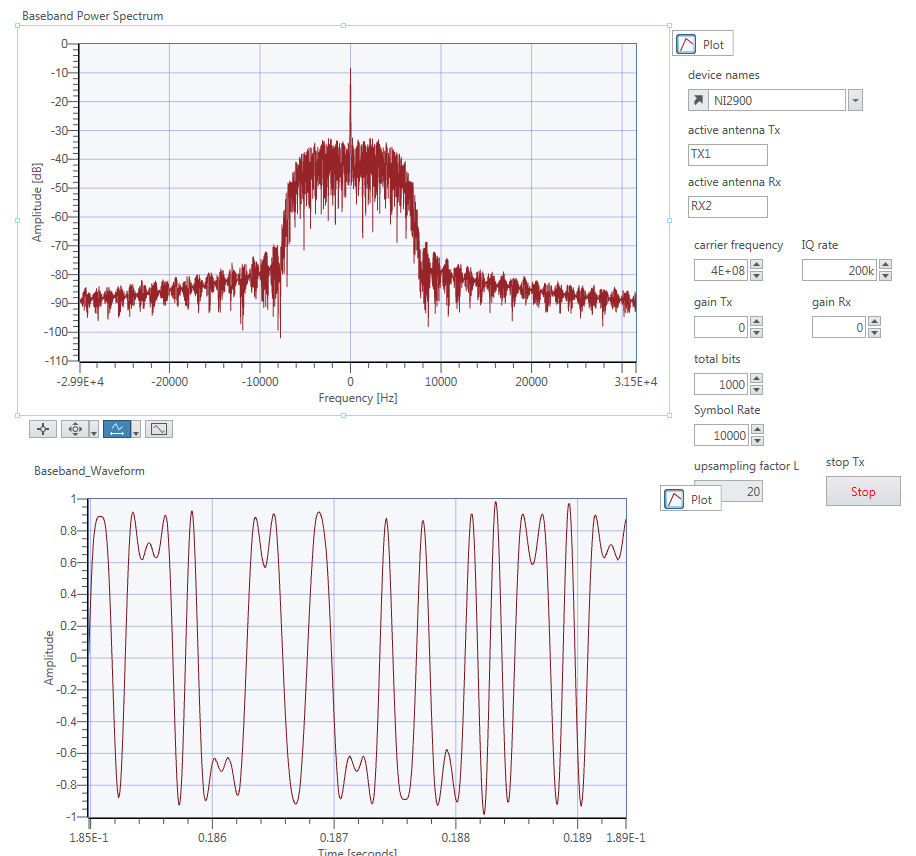 Baseband Power Spectrum
Plot
0
-10
-20
-30
-40
-50
-60
-70
-80
-90
-100
-110
Amplitude [dB]
-2.99E+4 -20000 -10000 0 10000 20000 3.15E+4
Frequency [Hz]
device names
NI2900
active antenna Tx
TX1
active antenna Rx
RX2
carrier frequency IQ rate
4E+08 200k
gain Tx gain Rx
0 0
total bits
1000
Symbol Rate
10000
upsampling factor L stop Tx
20 Stop
Plot
Baseband_Waveform
1
0.8
0.6
0.4
0.2
0
-0.2
-0.4
-0.6
-0.8
-1
Amplitude
1.85E-1 0.186 0.187 0.188 0.189 1.89E-1
Time [seconds]